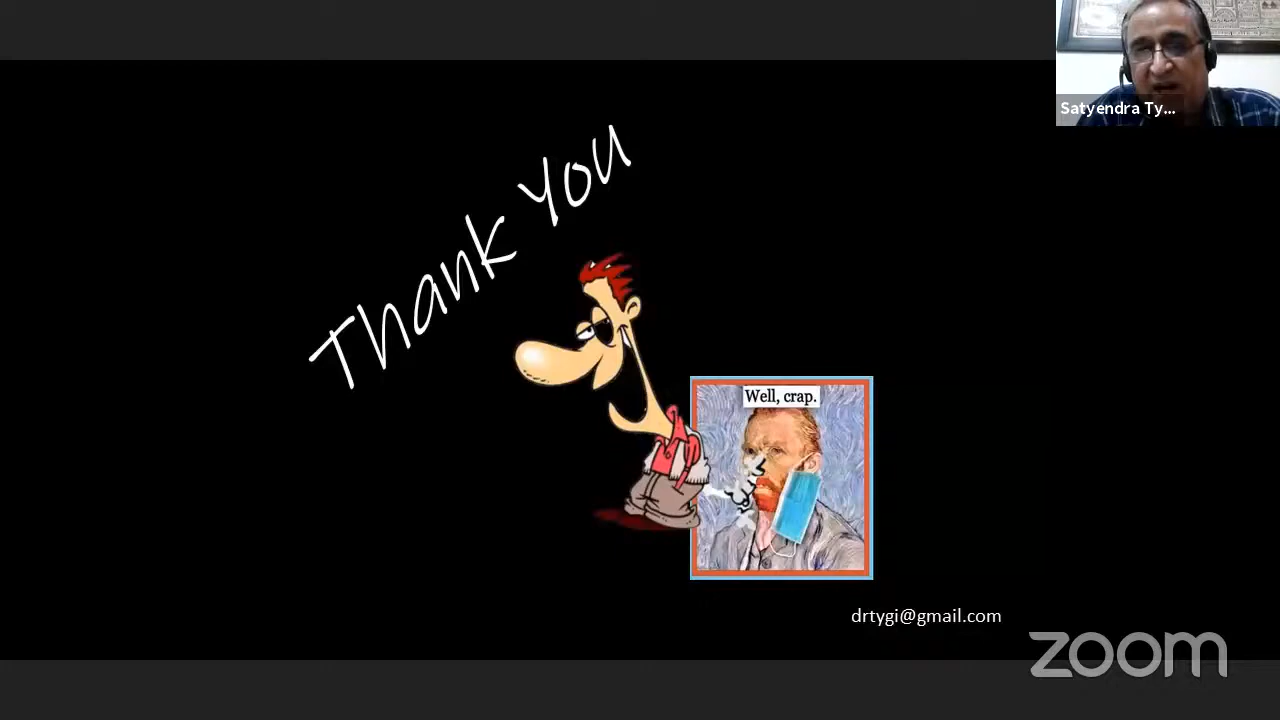 Satyendra Ty...
Thank You
Well, crap.
drtygi@gmail.com
zoom